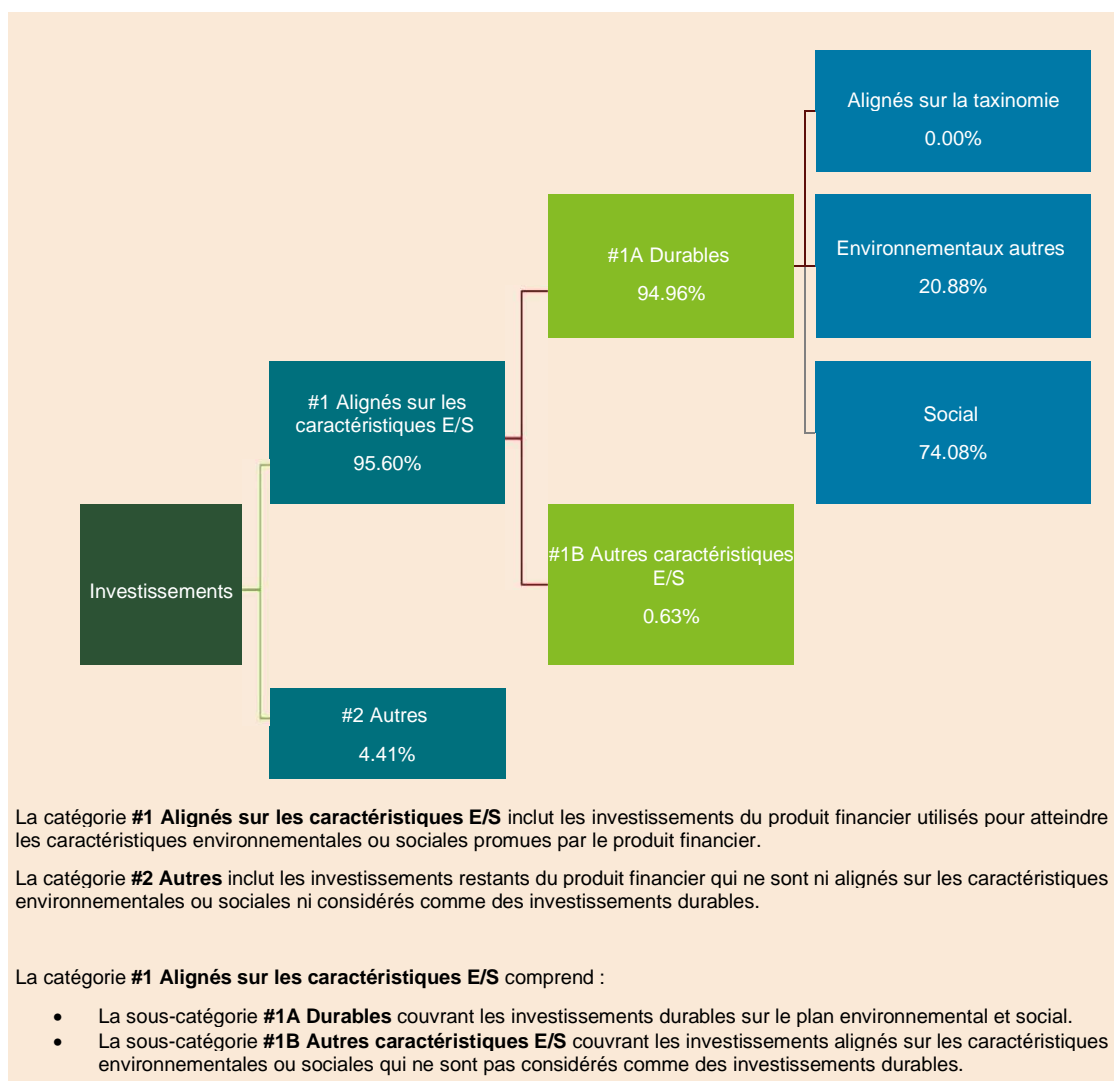 Alignés sur la taxinomie
0.00%
#1A Durables
94.96%
Environnementaux autres
20.88%
#1 Alignés sur les
caractéristiques E/S
95.60%
Social
74.08%
Investissements
#1B Autres caractéristiques
E/S
0.63%
#2 Autres
4.41%
La catégorie #1 Alignés sur les caractéristiques E/S inclut les investissements du produit financier utilisés pour atteindre
les caractéristiques environnementales ou sociales promues par le produit financier.
La catégorie #2 Autres inclut les investissements restants du produit financier qui ne sont ni alignés sur les caractéristiques
environnementales ou sociales ni considérés comme des investissements durables.
La catégorie #1 Alignés sur les caractéristiques E/S comprend :
• La sous-catégorie #1A Durables couvrant les investissements durables sur le plan environnemental et social.
• La sous-catégorie #1B Autres caractéristiques E/S couvrant les investissements alignés sur les caractéristiques
environnementales ou sociales qui ne sont pas considérés comme des investissements durables.